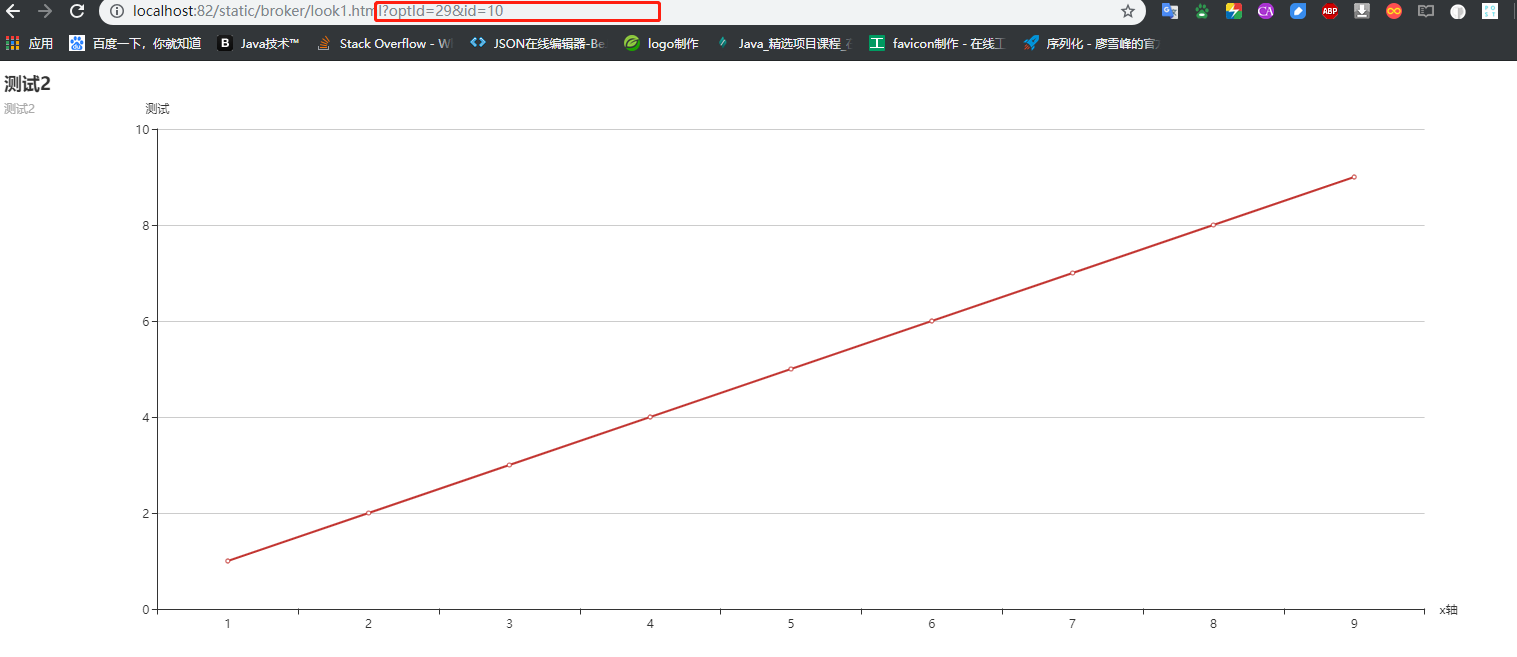 localhost:82/static/broker/look1.html?optId=29&id=10
应用 百度一下，你就知道 B Java技术™ Stack Overflow - W JSON在线编辑器-Be logo制作 Java_精选项目课程_ favicon制作 - 在线工 序列化 - 廖雪峰的官
CA ABP
测试2
测试2
测试
10
8
6
4
2
0
1 2 3 4 5 6 7 8 9
x轴